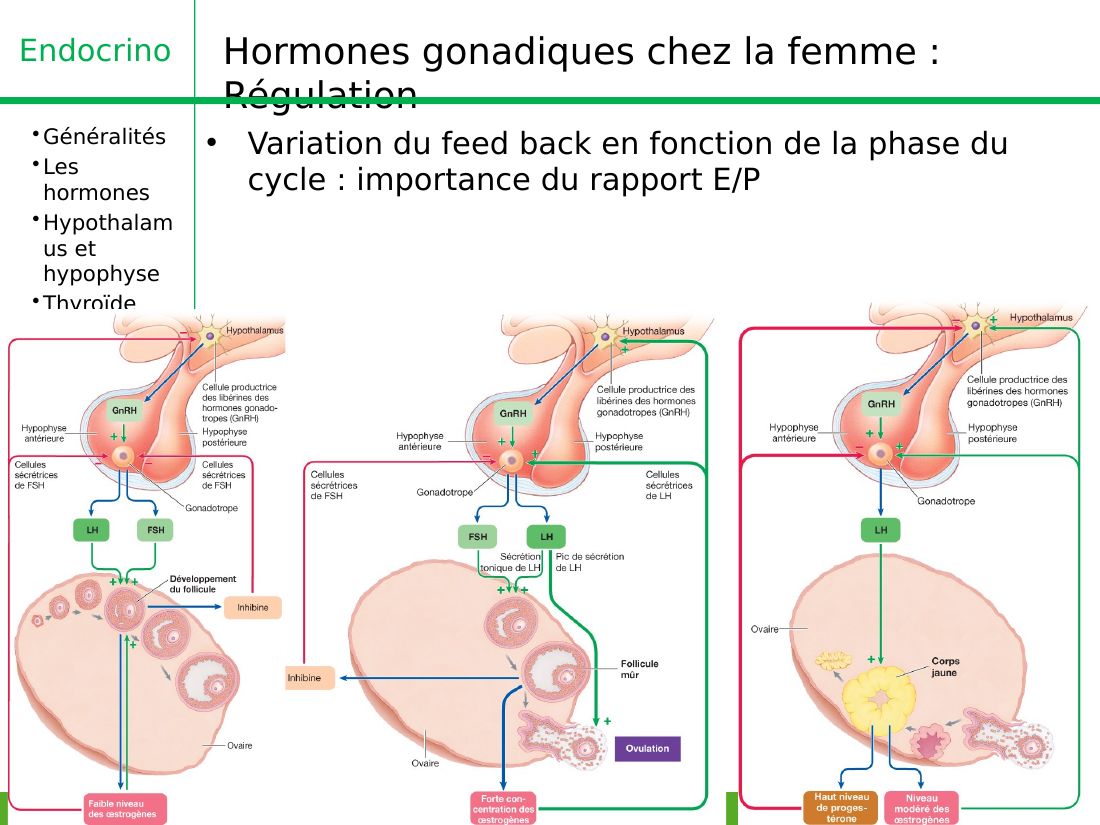 Endocrino
Hormones gonadiques chez la femme :
Régulation
•Généralités
•Les
hormones
•Hypothalam
us et
hypophyse
•Thyroïde
• Variation du feed back en fonction de la phase du
cycle : importance du rapport E/P
Hypothalamus
Cellule productrice
des libérines des
hormones gonado-
tropes (GnRH)
GnRH
Hypophyse
antérieure
Hypophyse
postérieure
Cellules
sécrétrices
de FSH
Cellules
sécrétrices
de FSH
Gonadotrope
LH
FSH
Développement
du follicule
Inhibine
Ovaire
Faible niveau
des œstrogènes
Hypothalamus
Cellule productrice des
libérines des hormones
gonadotropes (GnRH)
GnRH
Hypophyse
antérieure
Hypophyse
postérieure
Cellules
sécrétrices
de FSH
Cellules
sécrétrices
de LH
Gonadotrope
FSH
LH
Sécrétion
tonique de LH
Pic de sécrétion
de LH
Follicule
mûr
Inhibine
Ovulation
Ovaire
Forte con-
centration des
œstrogènes
Hypothalamus
Cellule productrice des
libérines des hormones
gonadotropes (GnRH)
GnRH
Hypophyse
antérieure
Hypophyse
postérieure
Gonadotrope
LH
Ovaire
Corps
jaune
Haut niveau
de proges-
térone
Niveau
modéré des
œstrogènes